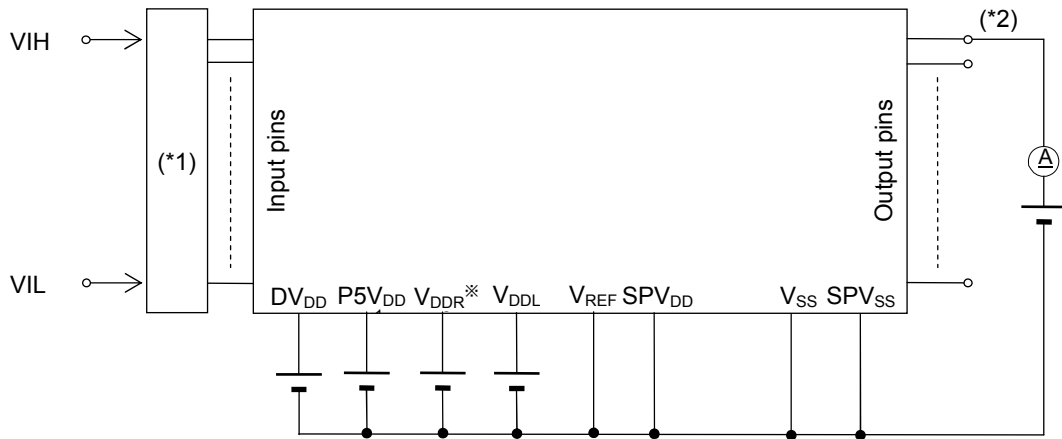 VIH
(*2)
(*1)
Input pins
Output pins
A
VIL
DVDD P5VDD VDDR※ VDDL VREF SPVDD VSS SPVSS